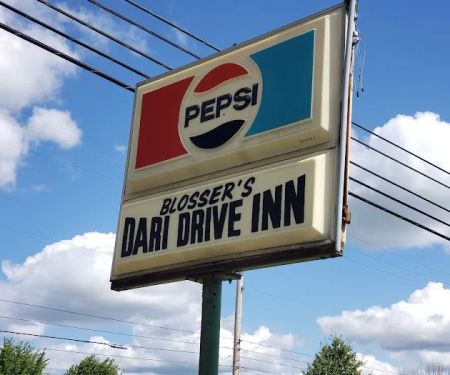 PEPSI
BLOSSER'S
DARI DRIVE INN